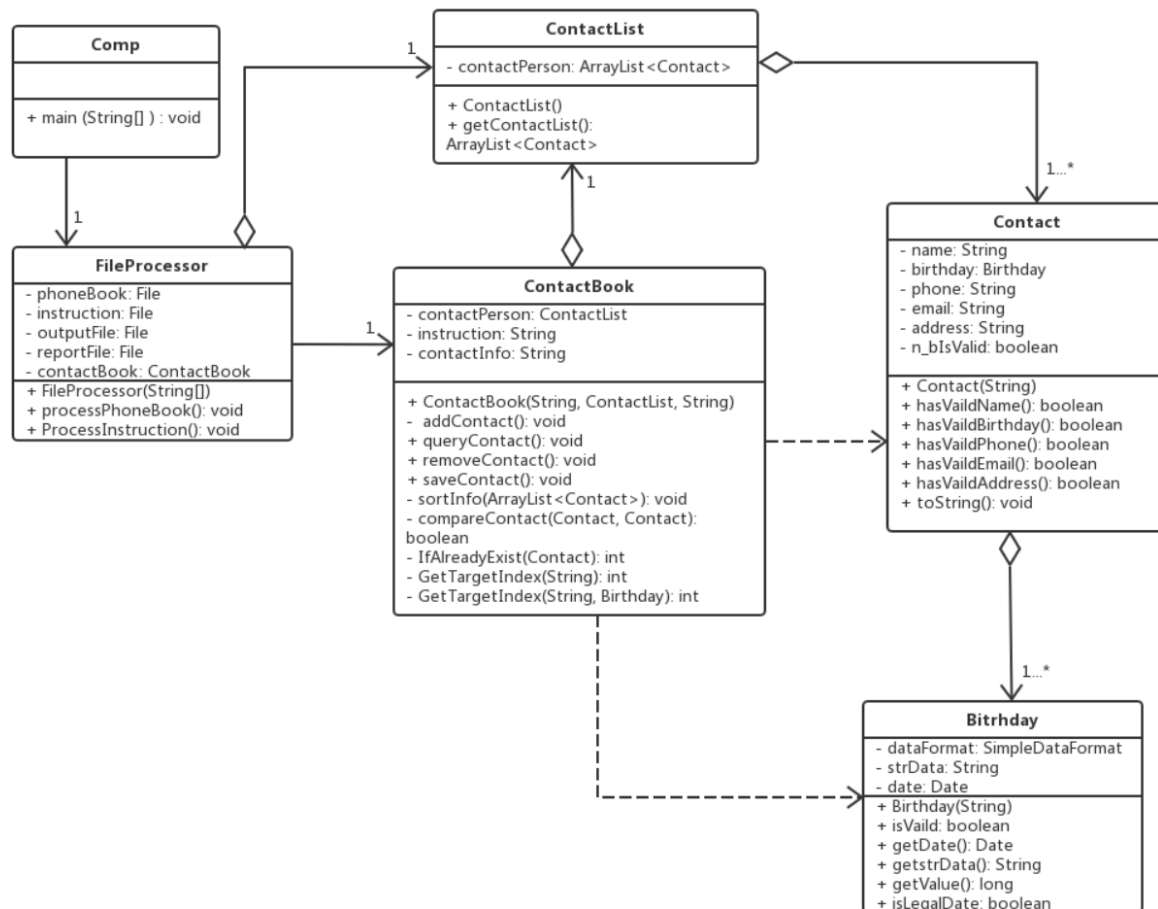 Comp
+ main (String[] ) : void
1
ContactList
- contactPerson: ArrayList<Contact>
+ ContactList()
+ getContactList():
ArrayList<Contact>
1
1
1...*
FileProcessor
- phoneBook: File
- instruction: File
- outputFile: File
- reportFile: File
- contactBook: ContactBook
+ FileProcessor(String[])
+ processPhoneBook(): void
+ ProcessInstruction(): void
1
ContactBook
- contactPerson: ContactList
- instruction: String
- contactInfo: String
+ ContactBook(String, ContactList, String)
- addContact(): void
+ queryContact(): void
+ removeContact(): void
+ saveContact(): void
- sortInfo(ArrayList<Contact>): void
- compareContact(Contact, Contact):
boolean
- IfAlreadyExist(Contact): int
- GetTargetIndex(String): int
- GetTargetIndex(String, Birthday): int
Contact
- name: String
- birthday: Birthday
- phone: String
- email: String
- address: String
- n_bIsValid: boolean
+ Contact(String)
+ hasVaildName(): boolean
+ hasVaildBirthday(): boolean
+ hasVaildPhone(): boolean
+ hasVaildEmail(): boolean
+ hasVaildAddress(): boolean
+ toString(): void
1...*
Bitrhday
- dataFormat: SimpleDataFormat
- strData: String
- date: Date
+ Birthday(String)
+ isVaild: boolean
+ getDate(): Date
+ getstrData(): String
+ getValue(): long
+ isLegalDate: boolean